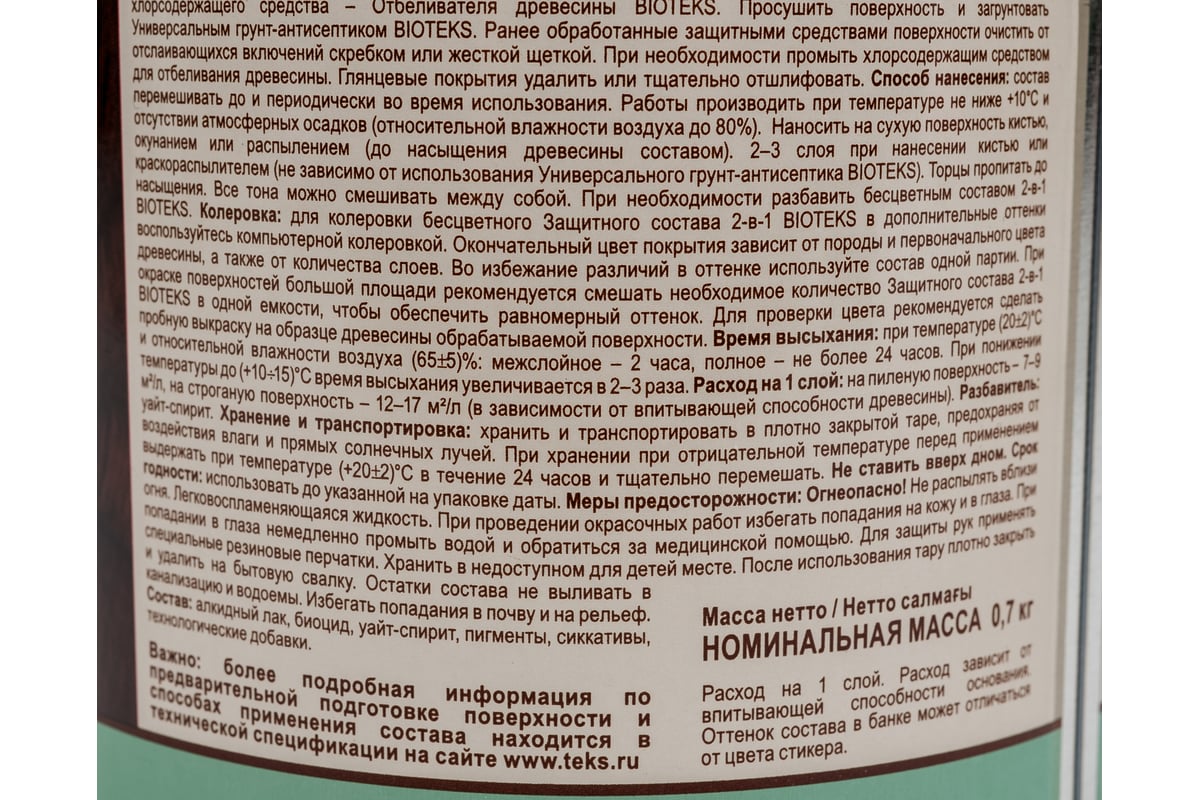 хлорсодержащего средства – Отбеливателя древесины BIOTEKS. Просушить поверхность и загрунтовать
Универсальным грунт-антисептиком BIOTEKS. Ранее обработанные защитными средствами поверхности очистить от
отслаивающихся включений скребком или жесткой щеткой. При необходимости промыть хлорсодержащим средством
для отбеливания древесины. Глянцевые покрытия удалить или тщательно отшлифовать. Способ нанесения: состав
перемешивать до и периодически во время использования. Работы производить при температуре не ниже +10°С и
отсутствии атмосферных осадков (относительной влажности воздуха до 80%). Наносить на сухую поверхность кистью,
окунанием или распылением (до насыщения древесины составом). 2–3 слоя при нанесении кистью или
краскораспылителем (не зависимо от использования Универсального грунт-антисептика BIOTEKS). Торцы пропитать до
насыщения. Все тона можно смешивать между собой. При необходимости разбавить бесцветным составом 2-в-1
BIOTEKS. Колеровка: для колеровки бесцветного Защитного состава 2-в-1 BIOTEKS в дополнительные оттенки
воспользуйтесь компьютерной колеровкой. Окончательный цвет покрытия зависит от породы и первоначального цвета
древесины, а также от количества слоев. Во избежание различий в оттенке используйте состав одной партии. При
окраске поверхностей большой площади рекомендуется смешать необходимое количество Защитного состава 2-в-1
BIOTEKS в одной емкости, чтобы обеспечить равномерный оттенок. Для проверки цвета рекомендуется сделать
пробную выкраску на образце древесины обрабатываемой поверхности. Время высыхания: при температуре (20±2)°С
и относительной влажности воздуха (65±5)%: межслойное – 2 часа, полное – не более 24 часов. При понижении
температуры до (+10÷15)°С время высыхания увеличивается в 2–3 раза. Расход на 1 слой: на пиленую поверхность – 7–9
м²/л, на строганую поверхность – 12–17 м²/л (в зависимости от впитывающей способности древесины). Разбавитель:
уайт-спирит. Хранение и транспортировка: хранить и транспортировать в плотно закрытой таре, предохраняя от
воздействия влаги и прямых солнечных лучей. При хранении при отрицательной температуре перед применением
выдержать при температуре (+20±2)°С в течение 24 часов и тщательно перемешать. Не ставить вверх дном. Срок
годности: использовать до указанной на упаковке даты. Меры предосторожности: Огнеопасно! Не распылять вблизи
огня. Легковоспламеняющаяся жидкость. При проведении окрасочных работ избегать попадания на кожу и в глаза. При
попадании в глаза немедленно промыть водой и обратиться за медицинской помощью. Для защиты рук применять
специальные резиновые перчатки. Хранить в недоступном для детей месте. После использования тару плотно закрыть
и удалить на бытовую свалку. Остатки состава не выливать в
канализацию и водоемы. Избегать попадания в почву и на рельеф.
Состав: алкидный лак, биоцид, уайт-спирит, пигменты, сиккативы,
технологические добавки.
Важно: более подробная информация по
предварительной подготовке поверхности и
способах применения состава находится в
технической спецификации на сайте www.teks.ru
Масса нетто / Нетто салмағы
НОМИНАЛЬНАЯ МАССА 0,7 кг
Расход на 1 слой. Расход зависит от
впитывающей способности основания.
Оттенок состава в банке может отличаться
от цвета стикера.